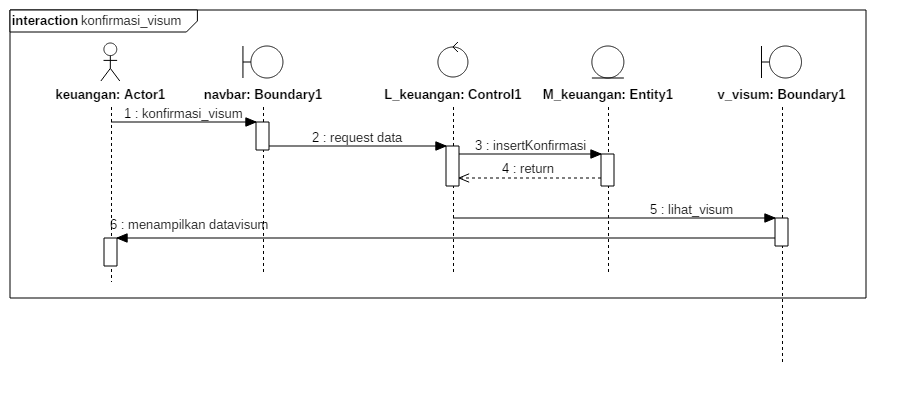 interaction konfirmasi_visum
keuangan: Actor1
navbar: Boundary1
L_keuangan: Control1
M_keuangan: Entity1
v_visum: Boundary1
1 : konfirmasi_visum
2 : request data
3 : insertKonfirmasi
4 : return
5 : lihat_visum
6 : menampilkan datavisum